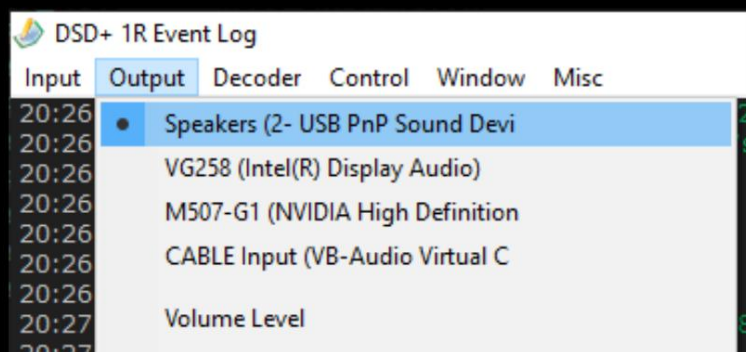 DSD+ 1R Event Log
Input Output Decoder Control Window Misc
20:26
Speakers (2- USB PnP Sound Devi
20:26
20:26
VG258 (Intel(R) Display Audio)
20:26
M507-G1 (NVIDIA High Definition
20:26
20:26
CABLE Input (VB-Audio Virtual C
20:26
20:27
Volume Level
20:27